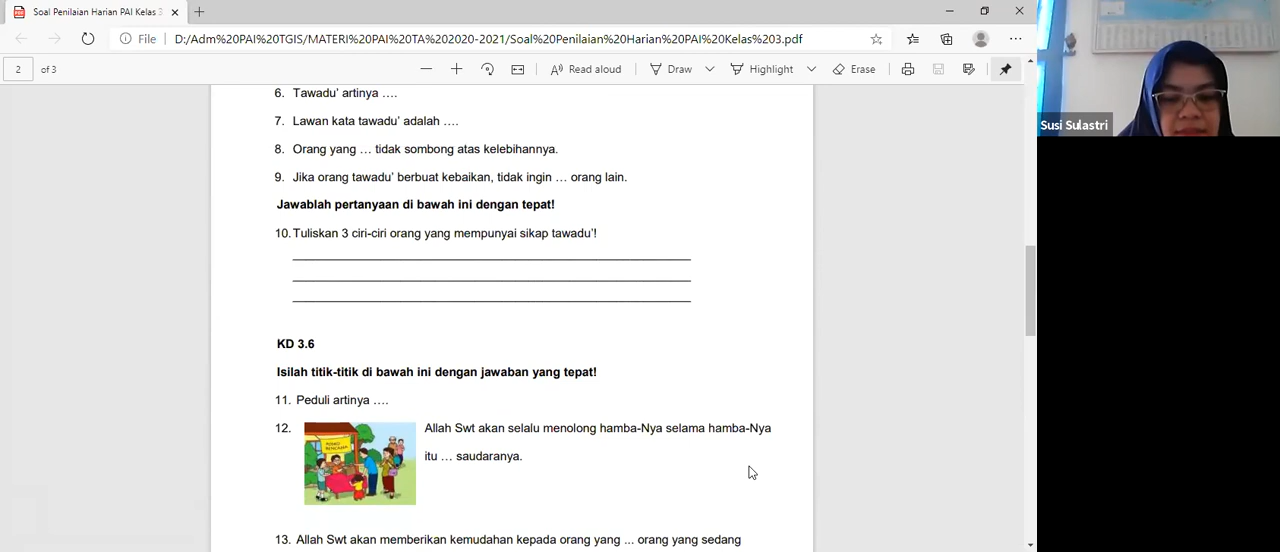 Soal Penilaian Harian PAI Kelas 3
File D:/Adm%20PAI%20TGIS/MATERI%20PAI%20TA%202020-2021/Soal%20Penilaian%20Harian%20PAI%20Kelas%203.pdf
2 of 3 Read aloud Draw Highlight Erase
6. Tawadu’ artinya ….
7. Lawan kata tawadu’ adalah ….
8. Orang yang … tidak sombong atas kelebihannya.
9. Jika orang tawadu’ berbuat kebaikan, tidak ingin … orang lain.
Jawablah pertanyaan di bawah ini dengan tepat!
10. Tuliskan 3 ciri-ciri orang yang mempunyai sikap tawadu’!
KD 3.6
Isilah titik-titik di bawah ini dengan jawaban yang tepat!
11. Peduli artinya ….
12. Allah Swt akan selalu menolong hamba-Nya selama hamba-Nya
itu … saudaranya.
13. Allah Swt akan memberikan kemudahan kepada orang yang ... orang yang sedang
Susi Sulastri